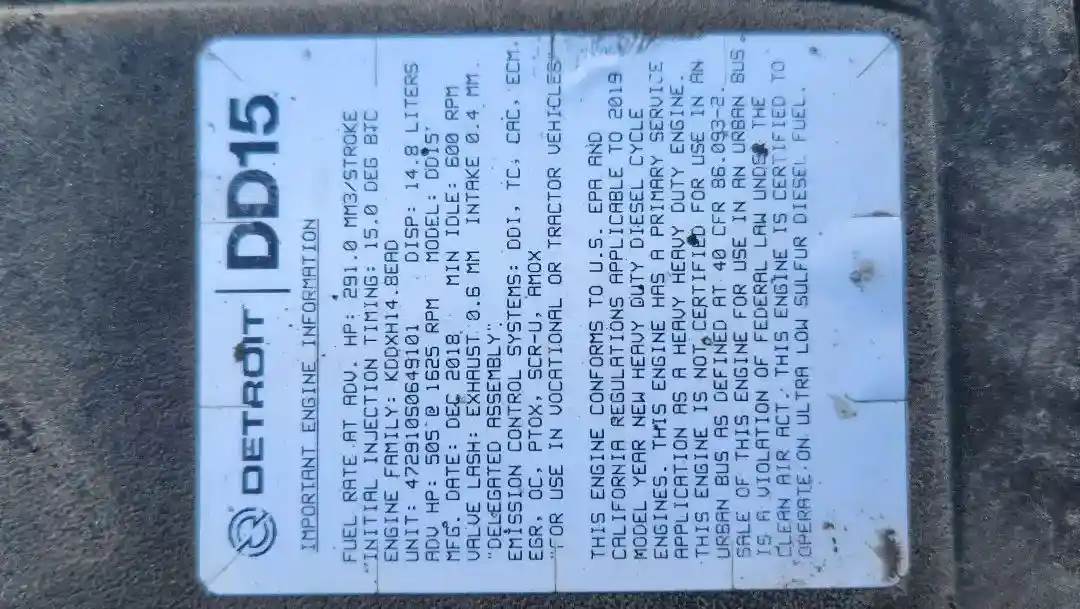 DETROIT | DD15
IMPORTANT ENGINE INFORMATION
FUEL RATE AT ADV. HP: 291.0 MM3/STROKE
"INITIAL INJECTION TIMING: 15.0 DEG BTC
ENGINE FAMILY: KDDXH14.8EAD
UNIT: 472910S0649101 DISP: 14.8 LITERS
ADV HP: 505 @ 1625 RPM MODEL: DD15
MFG. DATE: DEC 2018 MIN IDLE: 600 RPM
VALVE LASH: EXHAUST 0.6 MM INTAKE 0.4 MM.
"DELEGATED ASSEMBLY"
EMISSION CONTROL SYSTEMS: DDI, TC, CAC, ECM.
EGR, OC, PTOX, SCR-U, AMOX
"FOR USE IN VOCATIONAL OR TRACTOR VEHICLES"
THIS ENGINE CONFORMS TO U.S. EPA AND
CALIFORNIA REGULATIONS APPLICABLE TO 2019
MODEL YEAR NEW HEAVY DUTY DIESEL CYCLE
ENGINES. THIS ENGINE HAS A PRIMARY SERVICE
APPLICATION AS A HEAVY HEAVY DUTY ENGINE.
THIS ENGINE IS NOT CERTIFIED FOR USE IN AN
URBAN BUS AS DEFINED AT 40 CFR 86.093-2.
SALE OF THIS ENGINE FOR USE IN AN URBAN BUS
IS A VIOLATION OF FEDERAL LAW UNDER THE
CLEAN AIR ACT. THIS ENGINE IS CERTIFIED TO
OPERATE ON ULTRA LOW SULFUR DIESEL FUEL.